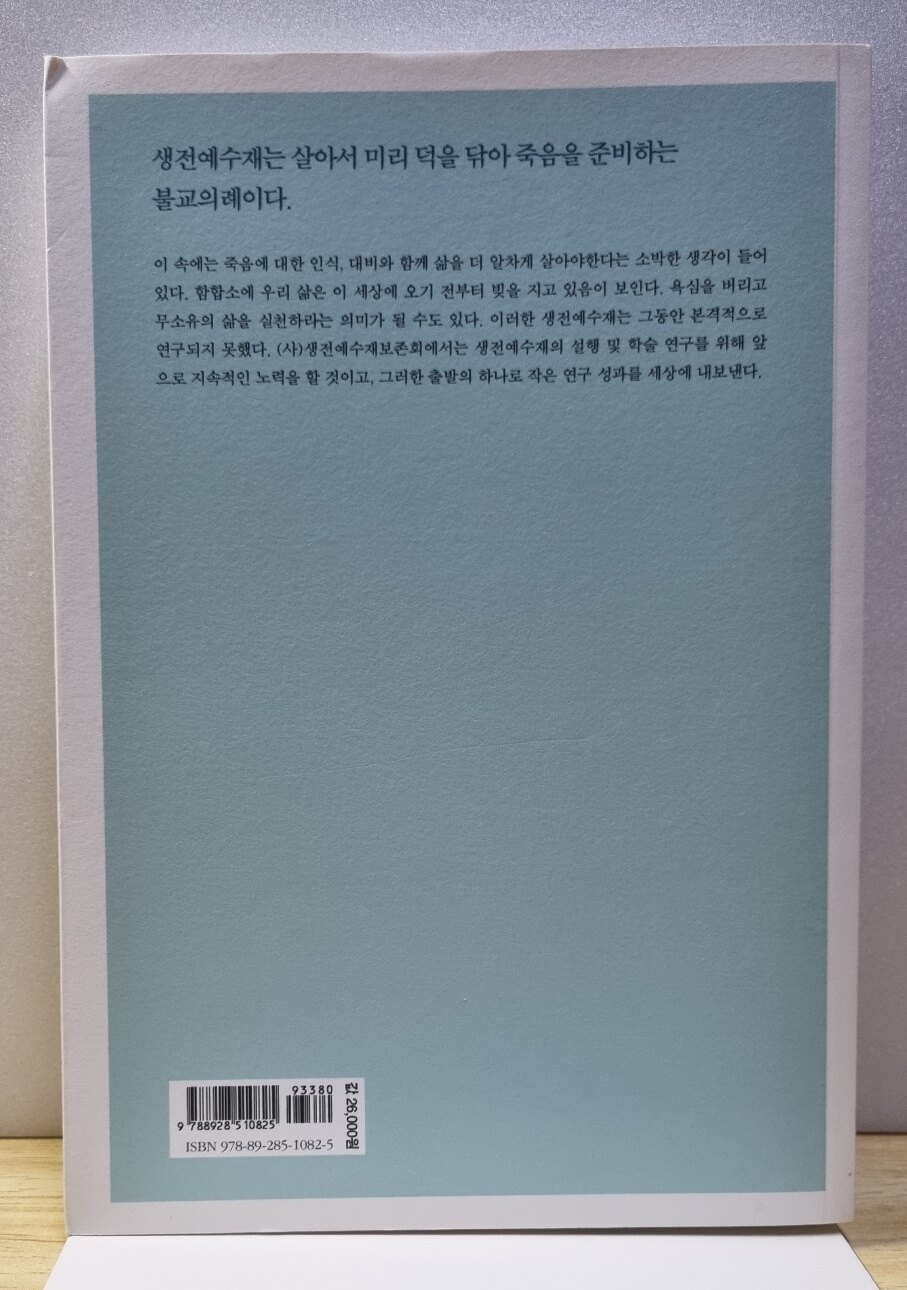 생전예수재는 살아서 미리 덕을 닦아 죽음을 준비하는
불교의례이다.
이 속에는 죽음에 대한 인식, 대비와 함께 삶을 더 알차게 살아야한다는 소박한 생각이 들어
있다. 함합소에 우리 삶은 이 세상에 오기 전부터 빚을 지고 있음이 보인다. 욕심을 버리고
무소유의 삶을 실천하라는 의미가 될 수도 있다. 이러한 생전예수재는 그동안 본격적으로
연구되지 못했다. (사)생전예수재보존회에서는 생전예수재의 설행 및 학술 연구를 위해 앞
으로 지속적인 노력을 할 것이고, 그러한 출발의 하나로 작은 연구 성과를 세상에 내보낸다.
93380
9 788928 510825
ISBN 978-89-285-1082-5
값 26,000원